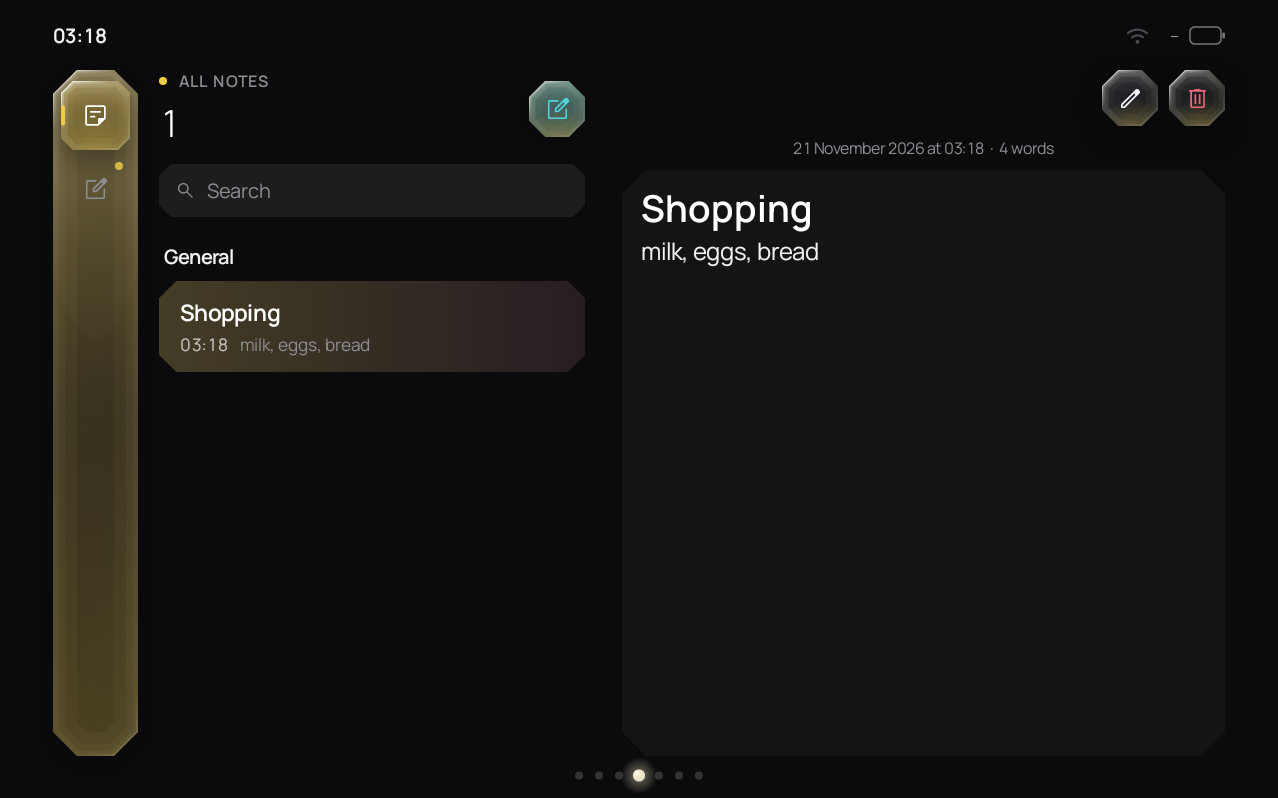 03:18
–
ALL NOTES
1
Search
General
Shopping
03:18 milk, eggs, bread
21 November 2026 at 03:18 · 4 words
Shopping
milk, eggs, bread